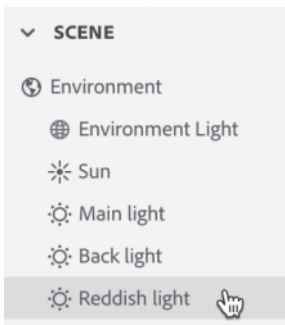 SCENE
Environment
Environment Light
Sun
Main light
Back light
Reddish light